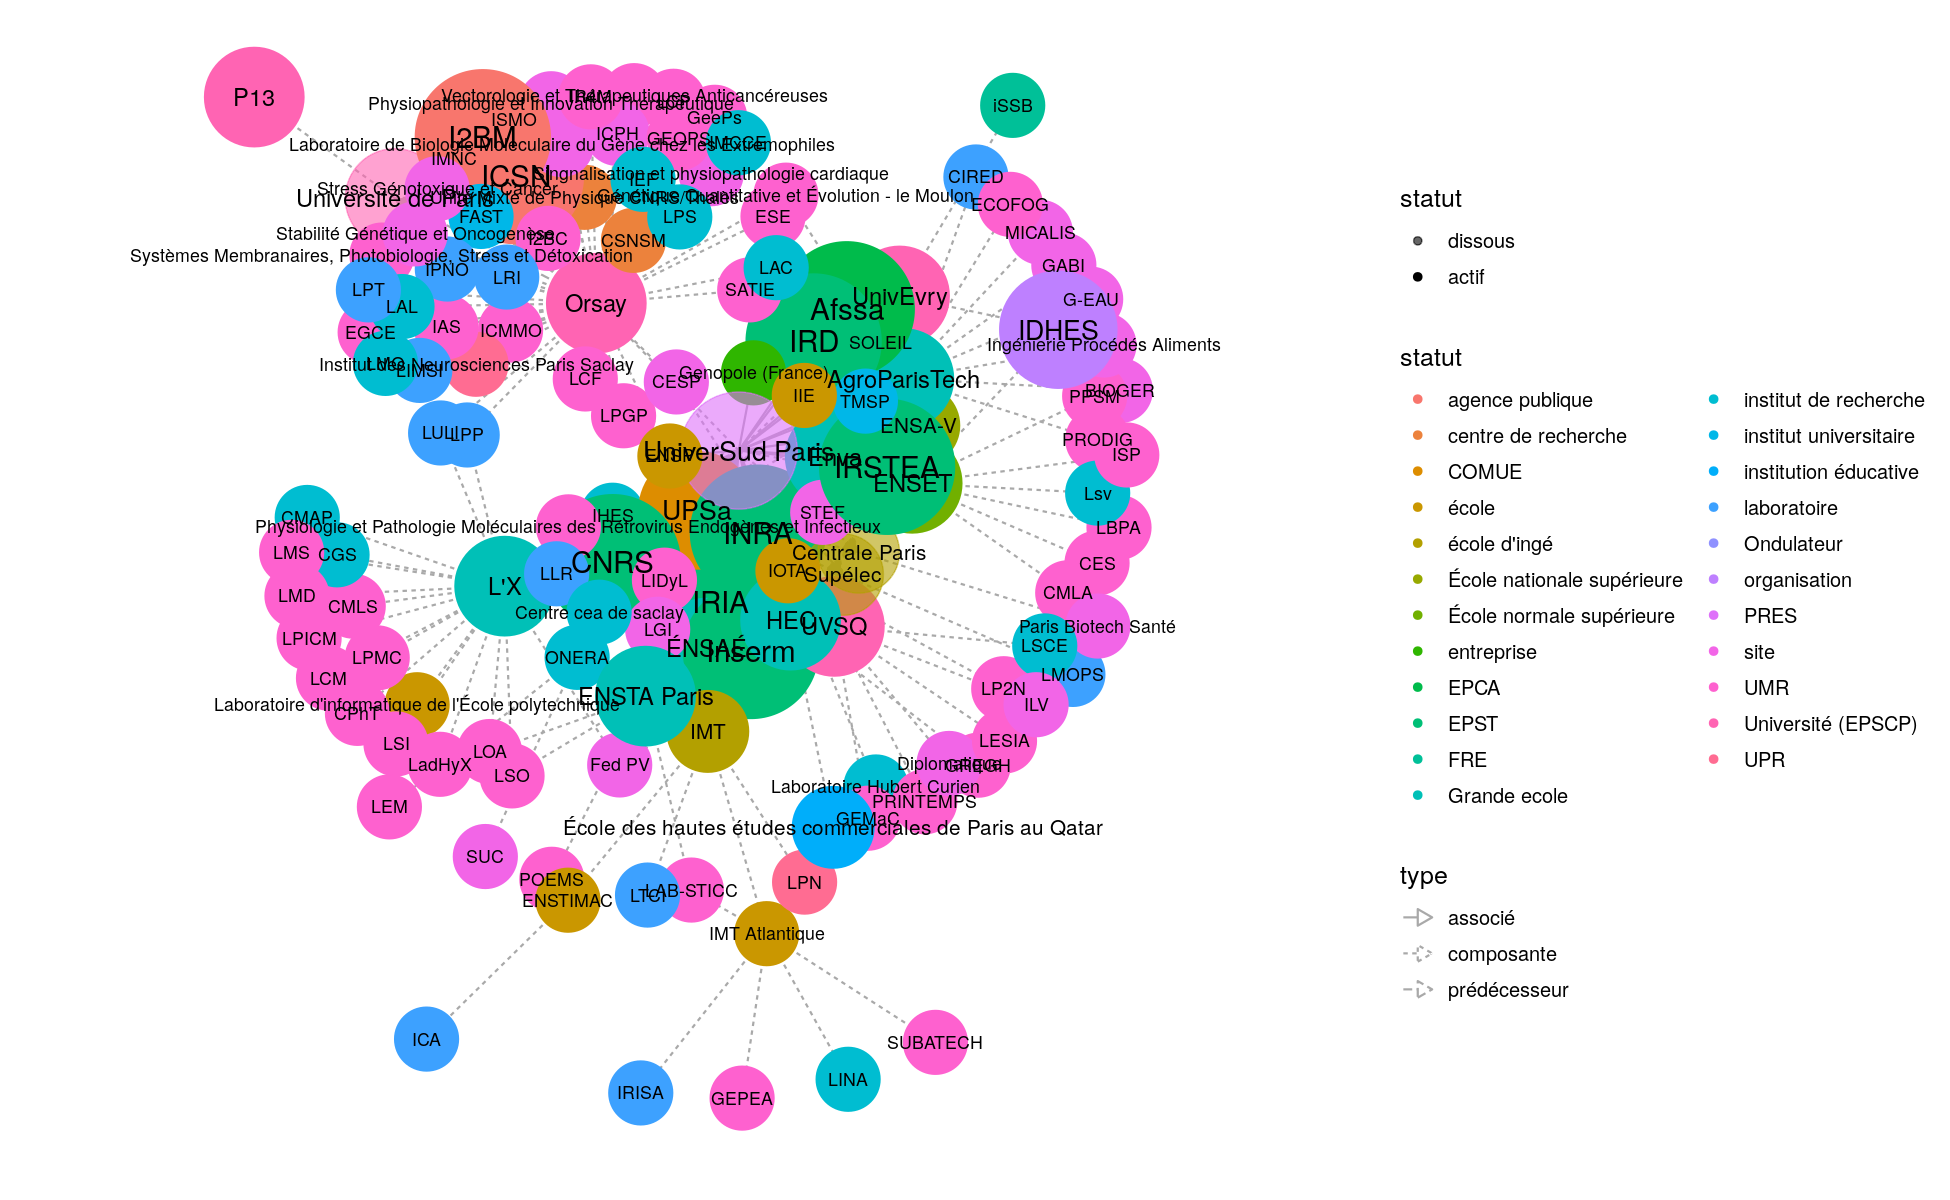 P13
Vectorologie et Thérapeutiques Anticancéreuses
Physiopathologie et Innovation Thérapeutique
LCP
iSSB
ISMO
GeePs
I2BM
ICPH
GEOPS
IMCCE
Laboratoire de Biologie Moléculaire du Gène chez les Extremophiles
IMNC
ICSN
IEF
Singnalisation et physiopathologie cardiaque
CIRED
Stress Génotoxique et Cancer
Université de Paris
Unité Mixte de Physique CNRS/Thales
Génétique Quantitative et Évolution - le Moulon
ECOFOG
FAST
LPS
ESE
Stabilité Génétique et Oncogenèse
I2BC
CSNSM
MICALIS
Systèmes Membranaires, Photobiologie, Stress et Détoxication
IPNO
LRI
LAC
GABI
LPT
LAL
Orsay
SATIE
UnivEvry
G-EAU
Afssa
EGCE
IAS
ICMMO
IRD
SOLEIL
IDHES
Ingénierie Procédés Aliments
LMO
Institut des Neurosciences Paris Saclay
LIMSI
LCF
CESP
Genopole (France)
AgroParisTech
BIOGER
PPSM
IIE
TMSP
LPGP
ENSA-V
LULI
LPP
PRODIG
UniverSud Paris
ENSP
Enva
IRSTEA
ISP
ENSET
Lsv
CMAP
IHES
UPSa
STEF
Physiologie et Pathologie Moléculaires des Rétrovirus Endogènes et Infectieux
INRA
LBPA
LMS
CGS
CNRS
Centrale Paris
CES
L'X
LLR
LIDyL
IOTA
Supélec
LMD
CMLS
IRIA
CMLA
Centre cea de saclay
HEC
UVSQ
Paris Biotech Santé
LPICM
LGI
ENSAE
Inserm
LSCE
LPMC
ONERA
LCM
LMOPS
ENSTA Paris
LP2N
ILV
Laboratoire d'informatique de l'École polytechnique
CPhT
IMT
LSI
LOA
LESIA
LadHyX
LSO
Fed PV
Diplomatique
GREGH
LEM
Laboratoire Hubert Curien
PRINTEMPS
GEMaC
École des hautes études commerciales de Paris au Qatar
SUC
POEMS
LTCI
LAB-STICC
LPN
ENSTIMAC
IMT Atlantique
ICA
SUBATECH
IRISA
GEPEA
LINA
statut
dissous
actif
statut
agence publique
centre de recherche
COMUE
école
école d'ingé
École nationale supérieure
École normale supérieure
entreprise
EPCA
EPST
FRE
Grande ecole
institut de recherche
institut universitaire
institution éducative
laboratoire
Ondulateur
organisation
PRES
site
UMR
Université (EPSCP)
UPR
type
associé
composante
prédécesseur